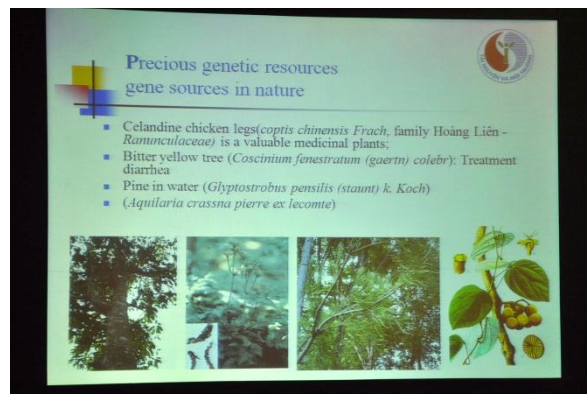 Precious genetic resources
gene sources in nature
Celandine chicken legs(coptis chinensis Frach, family Hoàng Liên -
Ranunculaceae) is a valuable medicinal plants;
Bitter yellow tree (Coscinium fenestratum (gaertn) colebr): Treatment
diarrhea
Pine in water (Glyptostrobus pensilis (staunt) k. Koch)
(Aquilaria crassna pierre ex lecomte)